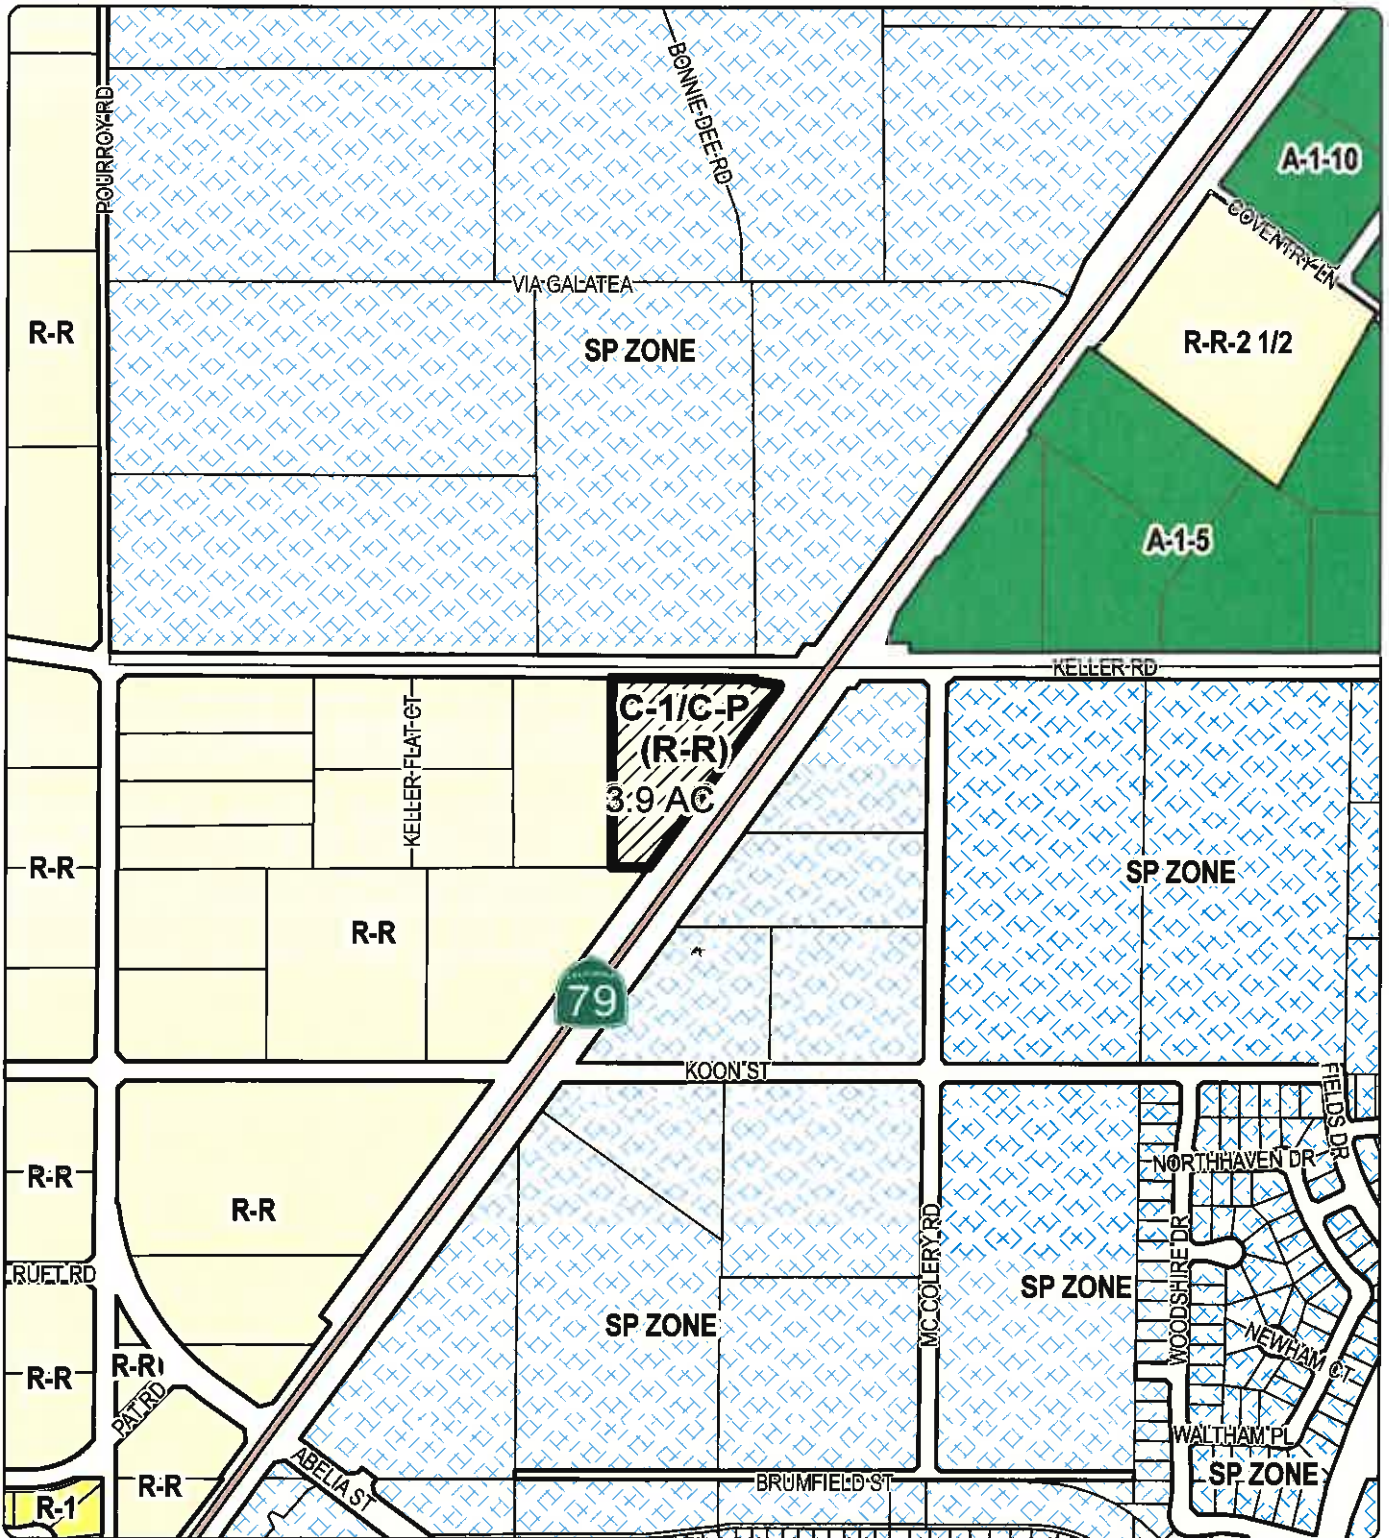 BONNIE DEE RD
POURROY RD
A-1-10
COVENTRY LN
VIA GALATEA
R-R
SP ZONE
R-R-2 1/2
A-1-5
KELLER RD
C-1/C-P
(R-R)
3.9 AC
KELLER FLAT CT
R-R
SP ZONE
R-R
79
KOON ST
FIELDS DR
NORTHHAVEN DR
R-R
R-R
MC COLERY RD
WOODSHIRE DR
RUFT RD
SP ZONE
SP ZONE
NEWHAM CT
R-R
R-R
PAT RD
WALTHAM PL
ABELIA ST
BRUMFIELD ST
SP ZONE
R-R
R-1